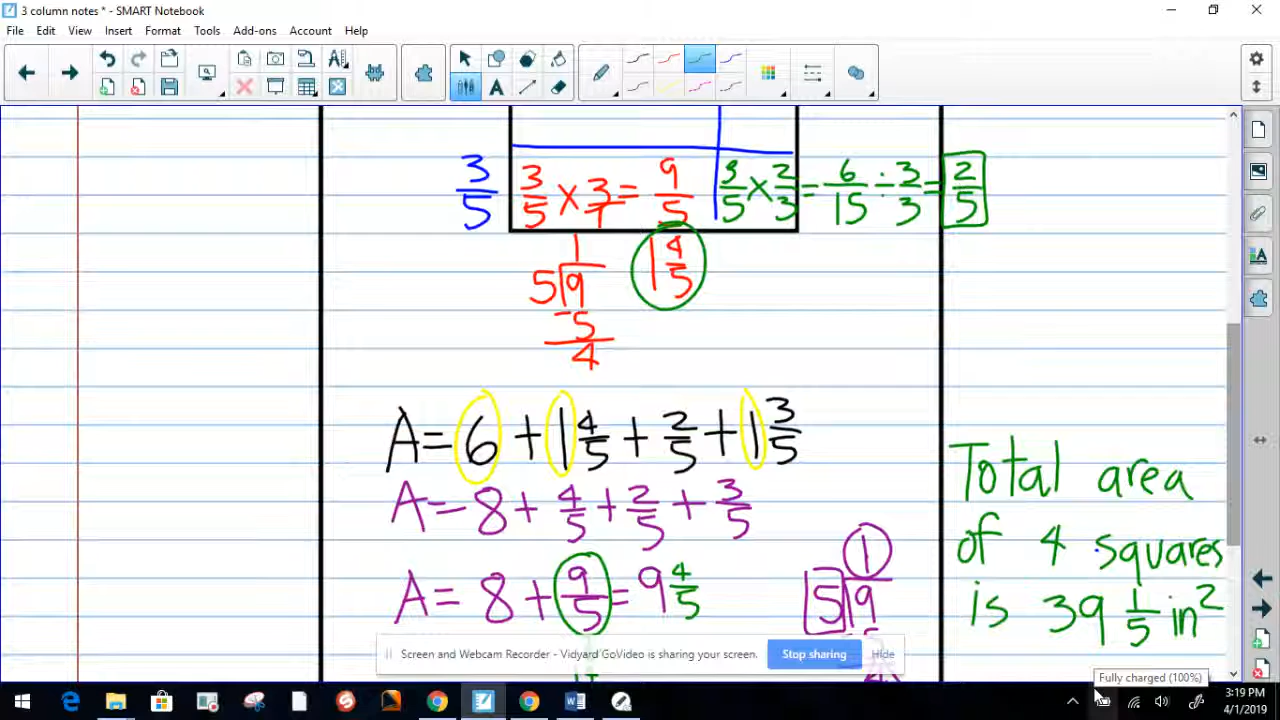 3 column notes * - SMART Notebook
File Edit View Insert Format Tools Add-ons Account Help
3/5 3/5 × 3/1 = 9/5 3/5 × 2/3 = 6/15 ÷ 3/3 = 2/5
1 1 4/5
5 9
-5
4
A = 6 + 1 4/5 + 2/5 + 1 3/5
A = 8 + 4/5 + 2/5 + 3/5
A = 8 + 9/5 = 9 4/5
1
5 9
Total area
of 4 squares
is 39 1/5 in²
Screen and Webcam Recorder - Vidyard GoVideo is sharing your screen. Stop sharing Hide
Fully charged (100%)
3:19 PM
4/1/2019